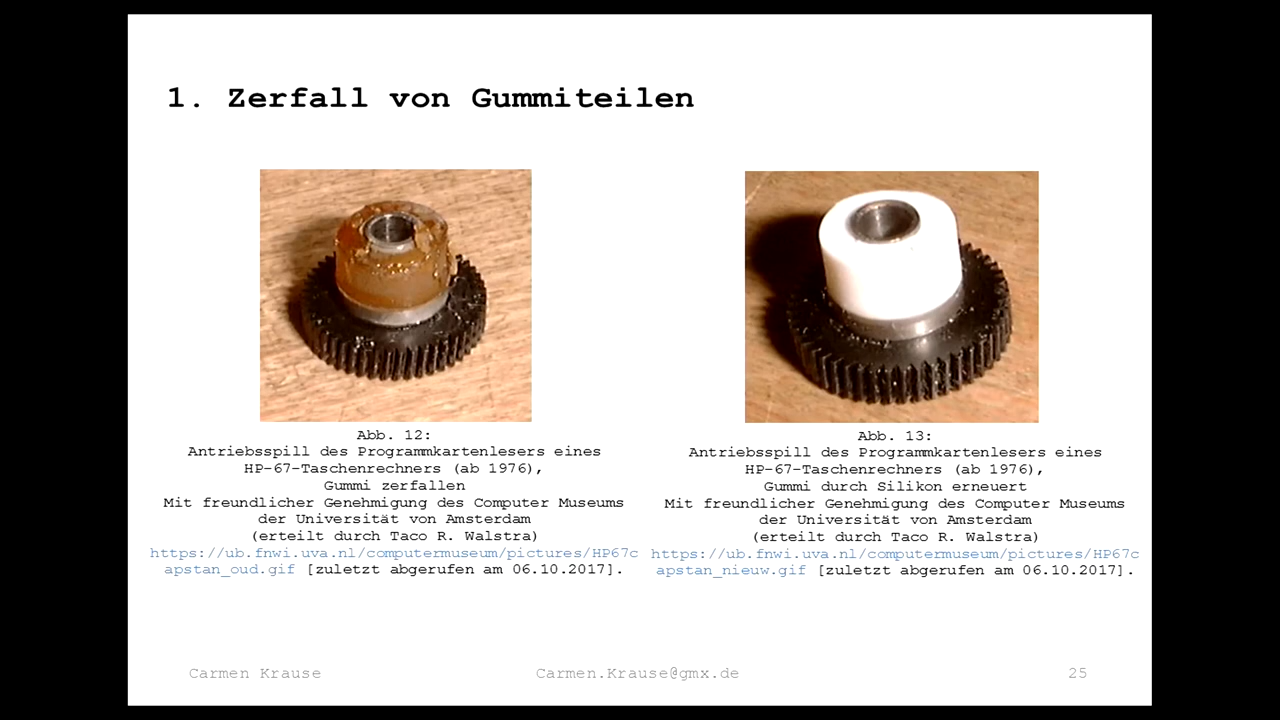 1. Zerfall von Gummiteilen
Abb. 12:
Antriebsspill des Programmkartenlesers eines
HP-67-Taschenrechners (ab 1976),
Gummi zerfallen
Mit freundlicher Genehmigung des Computer Museums
der Universität von Amsterdam
(erteilt durch Taco R. Walstra)
https://ub.fnwi.uva.nl/computermuseum/pictures/HP67c
apstan_oud.gif [zuletzt abgerufen am 06.10.2017].
Abb. 13:
Antriebsspill des Programmkartenlesers eines
HP-67-Taschenrechners (ab 1976),
Gummi durch Silikon erneuert
Mit freundlicher Genehmigung des Computer Museums
der Universität von Amsterdam
(erteilt durch Taco R. Walstra)
https://ub.fnwi.uva.nl/computermuseum/pictures/HP67c
apstan_nieuw.gif [zuletzt abgerufen am 06.10.2017].
Carmen Krause
Carmen.Krause@gmx.de
25